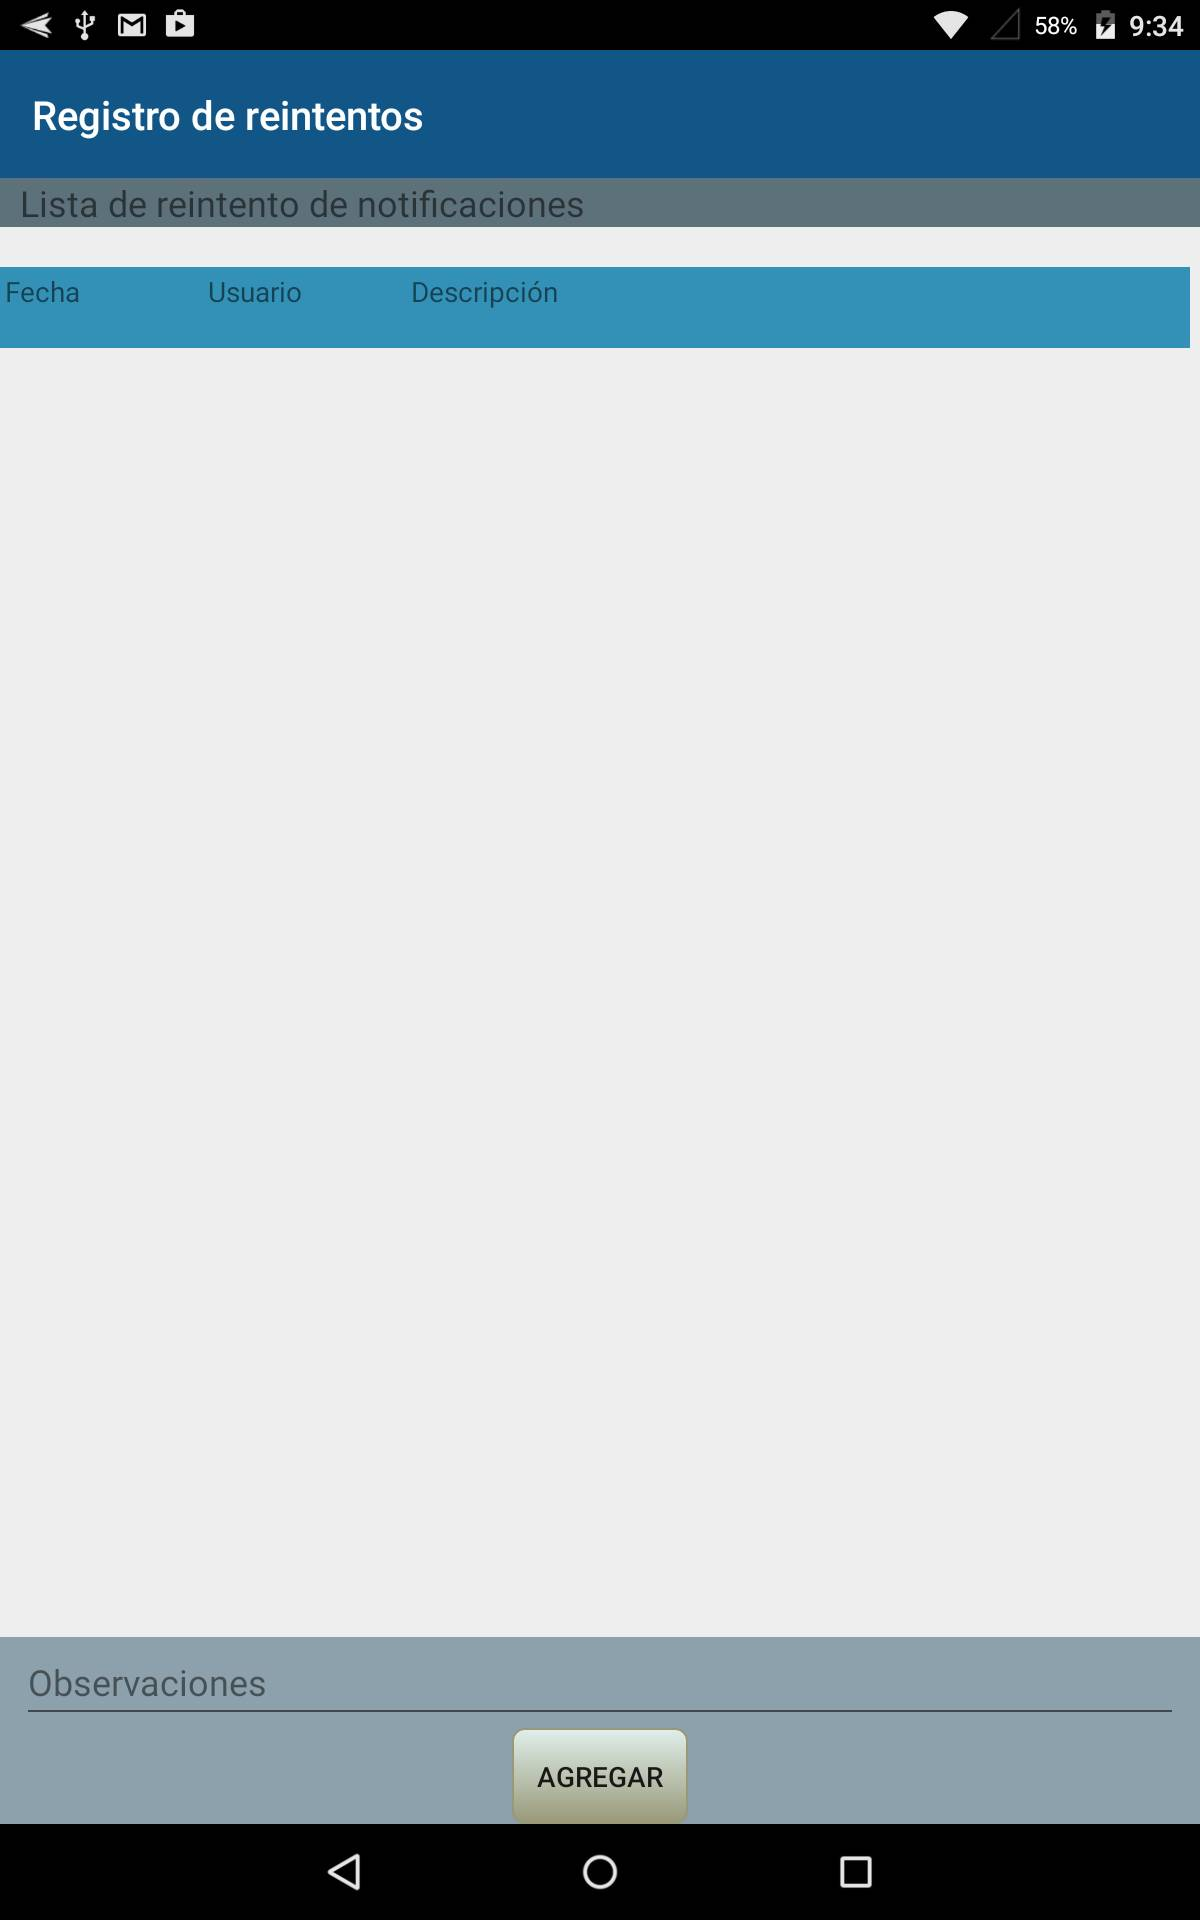 58% 9:34
Registro de reintentos
Lista de reintento de notificaciones
Fecha Usuario Descripción
Observaciones
AGREGAR